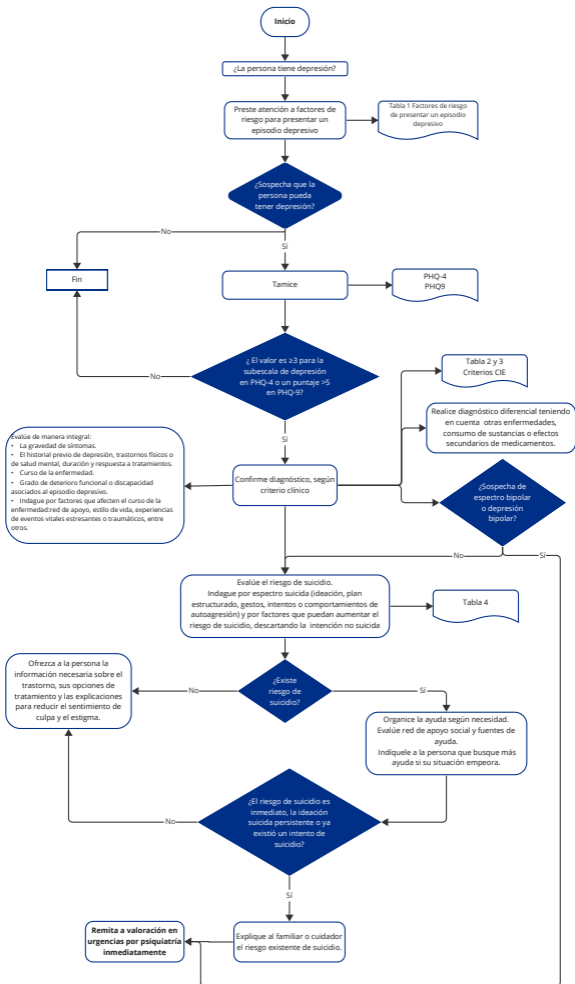 Inicio
¿La persona tiene depresión?
Preste atención a factores de
riesgo para presentar un
episodio depresivo
Tabla 1 Factores de riesgo
de presentar un episodio
depresivo
¿Sospecha que la
persona pueda
tener depresión?
No
Sí
Fin
Tamice
PHQ-4
PHQ9
¿ El valor es ≥3 para la
subescala de depresión
en PHQ-4 o un puntaje >5
en PHQ-9?
No
Sí
Tabla 2 y 3
Criterios CIE
Realice diagnóstico diferencial teniendo
en cuenta otras enfermedades,
consumo de sustancias o efectos
secundarios de medicamentos.
Evalúe de manera integral:
• La gravedad de síntomas.
• El historial previo de depresión, trastornos físicos o
de salud mental, duración y respuesta a tratamientos.
• Curso de la enfermedad.
• Grado de deterioro funcional o discapacidad
asociados al episodio depresivo.
• Indague por factores que afecten el curso de la
enfermedad:red de apoyo, estilo de vida, experiencias
de eventos vitales estresantes o traumáticos, entre
otros.
Confirme diagnóstico, según
criterio clínico
¿Sospecha de
espectro bipolar
o depresión
bipolar?
No
Sí
Evalúe el riesgo de suicidio.
Indague por espectro suicida (ideación, plan
estructurado, gestos, intentos o comportamientos de
autoagresión) y por factores que puedan aumentar el
riesgo de suicidio, descartando la intención no suicida
Tabla 4
Ofrezca a la persona la
información necesaria sobre el
trastorno, sus opciones de
tratamiento y las explicaciones
para reducir el sentimiento de
culpa y el estigma.
No
¿Existe
riesgo de
suicidio?
Sí
Organice la ayuda según necesidad.
Evalúe red de apoyo social y fuentes de
ayuda.
Indíquele a la persona que busque más
ayuda si su situación empeora.
¿El riesgo de suicidio es
inmediato, la ideación
suicida persistente o ya
existió un intento de
suicidio?
No
Sí
Remita a valoración en
urgencias por psiquiatría
inmediatamente
Explique al familiar o cuidador
el riesgo existente de suicidio.